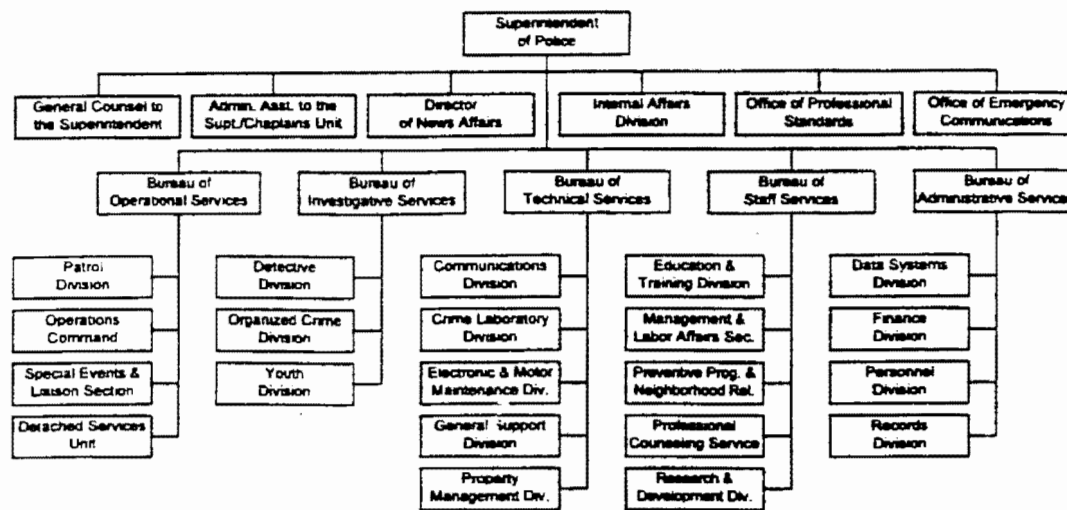 Superintendent
of Police
General Counsel to
the Superintendent
Admin. Asst. to the
Supt./Chaplains Unit
Director
of News Affairs
Internal Affairs
Division
Office of Professional
Standards
Office of Emergency
Communications
Bureau of
Operational Services
Bureau of
Investigative Services
Bureau of
Technical Services
Bureau of
Staff Services
Bureau of
Administrative Services
Patrol
Division
Operations
Command
Special Events &
Liaison Section
Detached Services
Unit
Detective
Division
Organized Crime
Division
Youth
Division
Communications
Division
Crime Laboratory
Division
Electronic & Motor
Maintenance Div.
General Support
Division
Property
Management Div.
Education &
Training Division
Management &
Labor Affairs Sec.
Preventive Prog. &
Neighborhood Rel.
Professional
Counseling Service
Research &
Development Div.
Data Systems
Division
Finance
Division
Personnel
Division
Records
Division